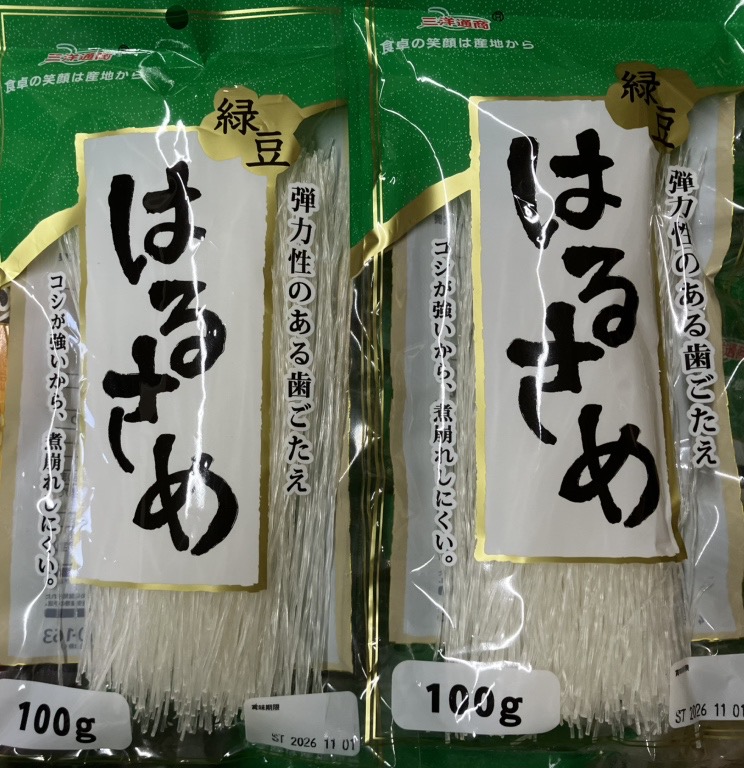 三洋通商®
食卓の笑顔は産地から
緑豆
はるさめ
弾力性のある歯ごたえ
コシが強いから、煮崩れしにくい。
100g
賞味期限
ST 2026 11 01
三洋通商®
食卓の笑顔は産地から
緑豆
はるさめ
弾力性のある歯ごたえ
コシが強いから、煮崩れしにくい。
100g
ST 2026 11 01